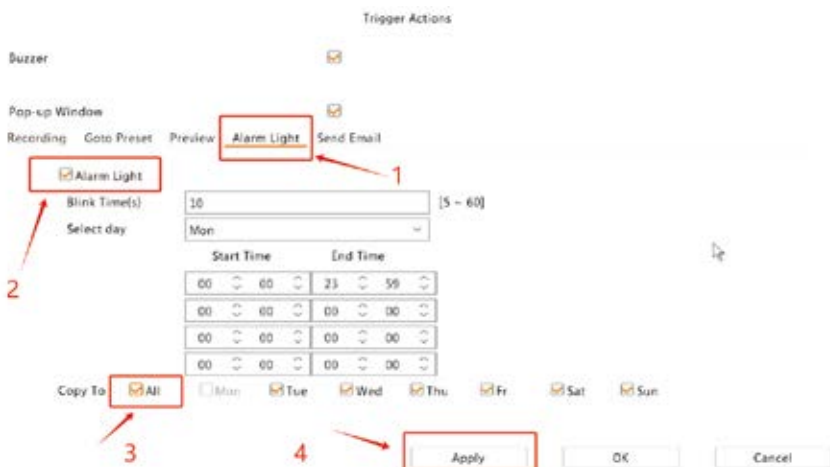 Trigger Actions
Buzzer
Pop-up Window
Recording Goto Preset Preview Alarm Light Send Email
1
Alarm Light
Blink Time(s) 10 [5 ~ 60]
Select day Mon
2
Start Time End Time
00 00 23 59
00 00 00 00
00 00 00 00
00 00 00 00
Copy To All Mon Tue Wed Thu Fr Sat Sun
3 4
Apply OK Cancel